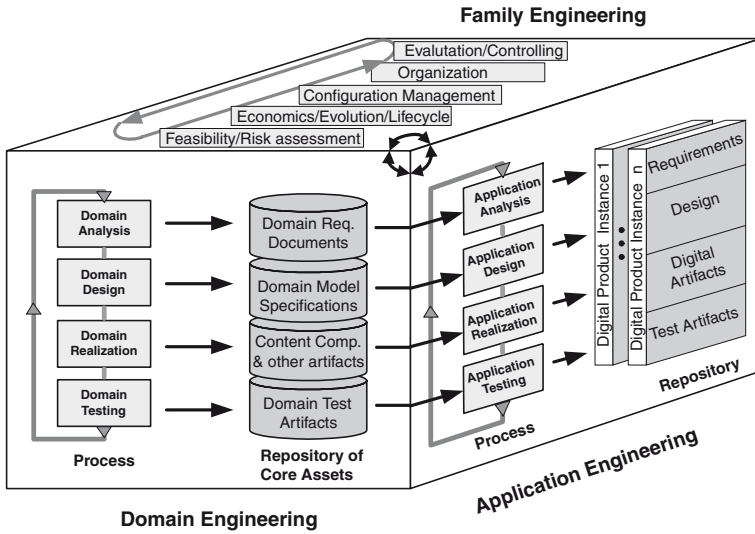 Family Engineering
Evalutation/Controlling
Organization
Configuration Management
Economics/Evolution/Lifecycle
Feasibility/Risk assessment
Domain
Analysis
Domain
Design
Domain
Realization
Domain
Testing
Process
Domain Req.
Documents
Domain Model
Specifications
Content Comp.
& other artifacts
Domain Test
Artifacts
Repository of
Core Assets
Domain Engineering
Application
Analysis
Application
Design
Application
Realization
Application
Testing
Process
Digital Product Instance 1
Digital Product Instance n
Requirements
Design
Digital
Artifacts
Test Artifacts
Repository
Application Engineering